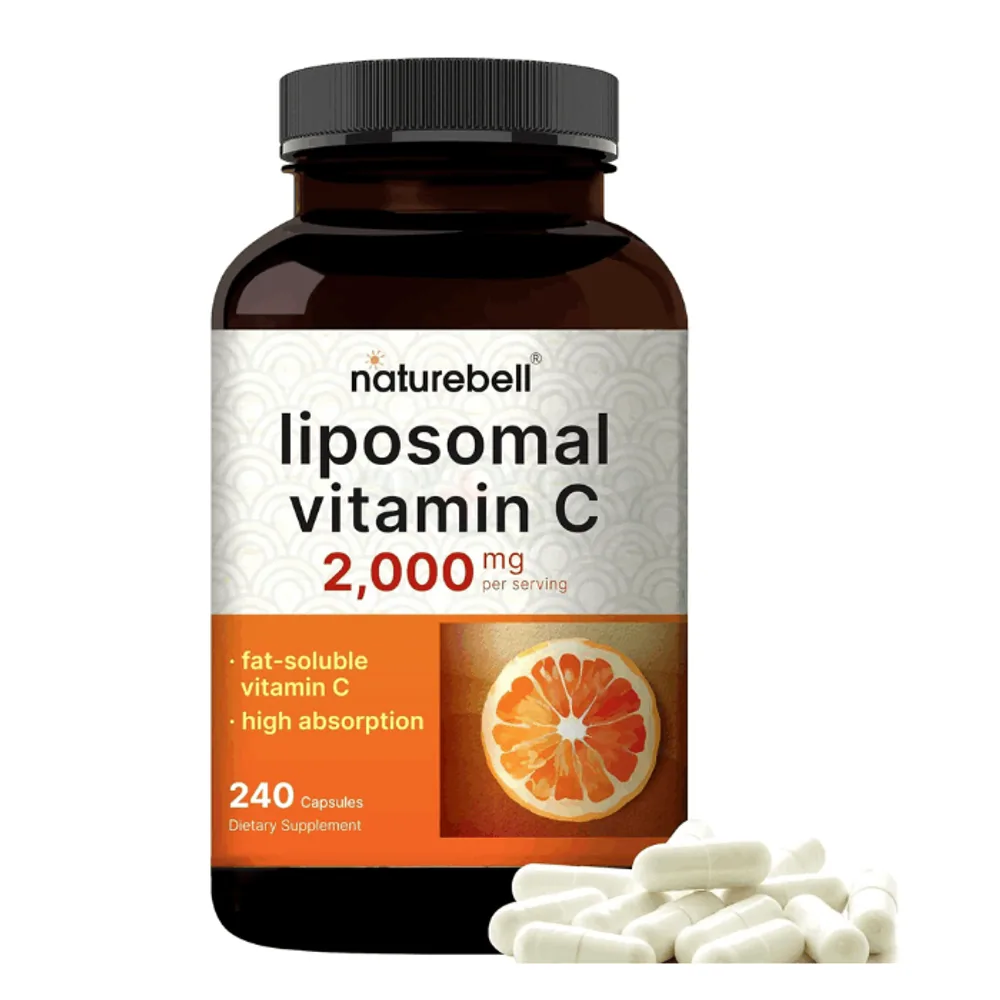 naturebell®
liposomal
vitamin C
2,000 mg
per serving
· fat-soluble
vitamin C
· high absorption
240 Capsules
Dietary Supplement